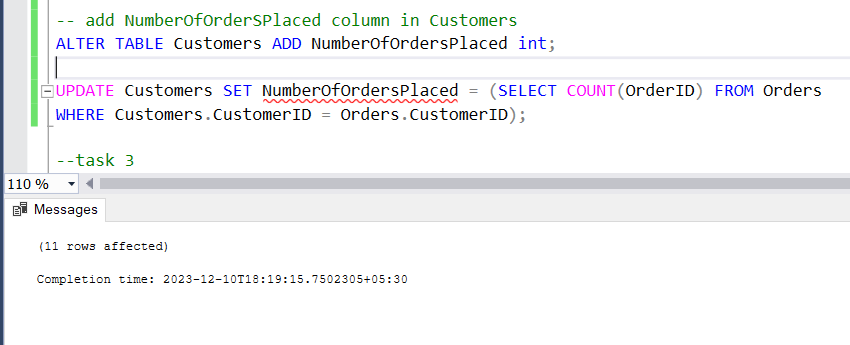 -- add NumberOfOrderSPlaced column in Customers
ALTER TABLE Customers ADD NumberOfOrdersPlaced int;
UPDATE Customers SET NumberOfOrdersPlaced = (SELECT COUNT(OrderID) FROM Orders
WHERE Customers.CustomerID = Orders.CustomerID);
--task 3
110 %
Messages
(11 rows affected)
Completion time: 2023-12-10T18:19:15.7502305+05:30